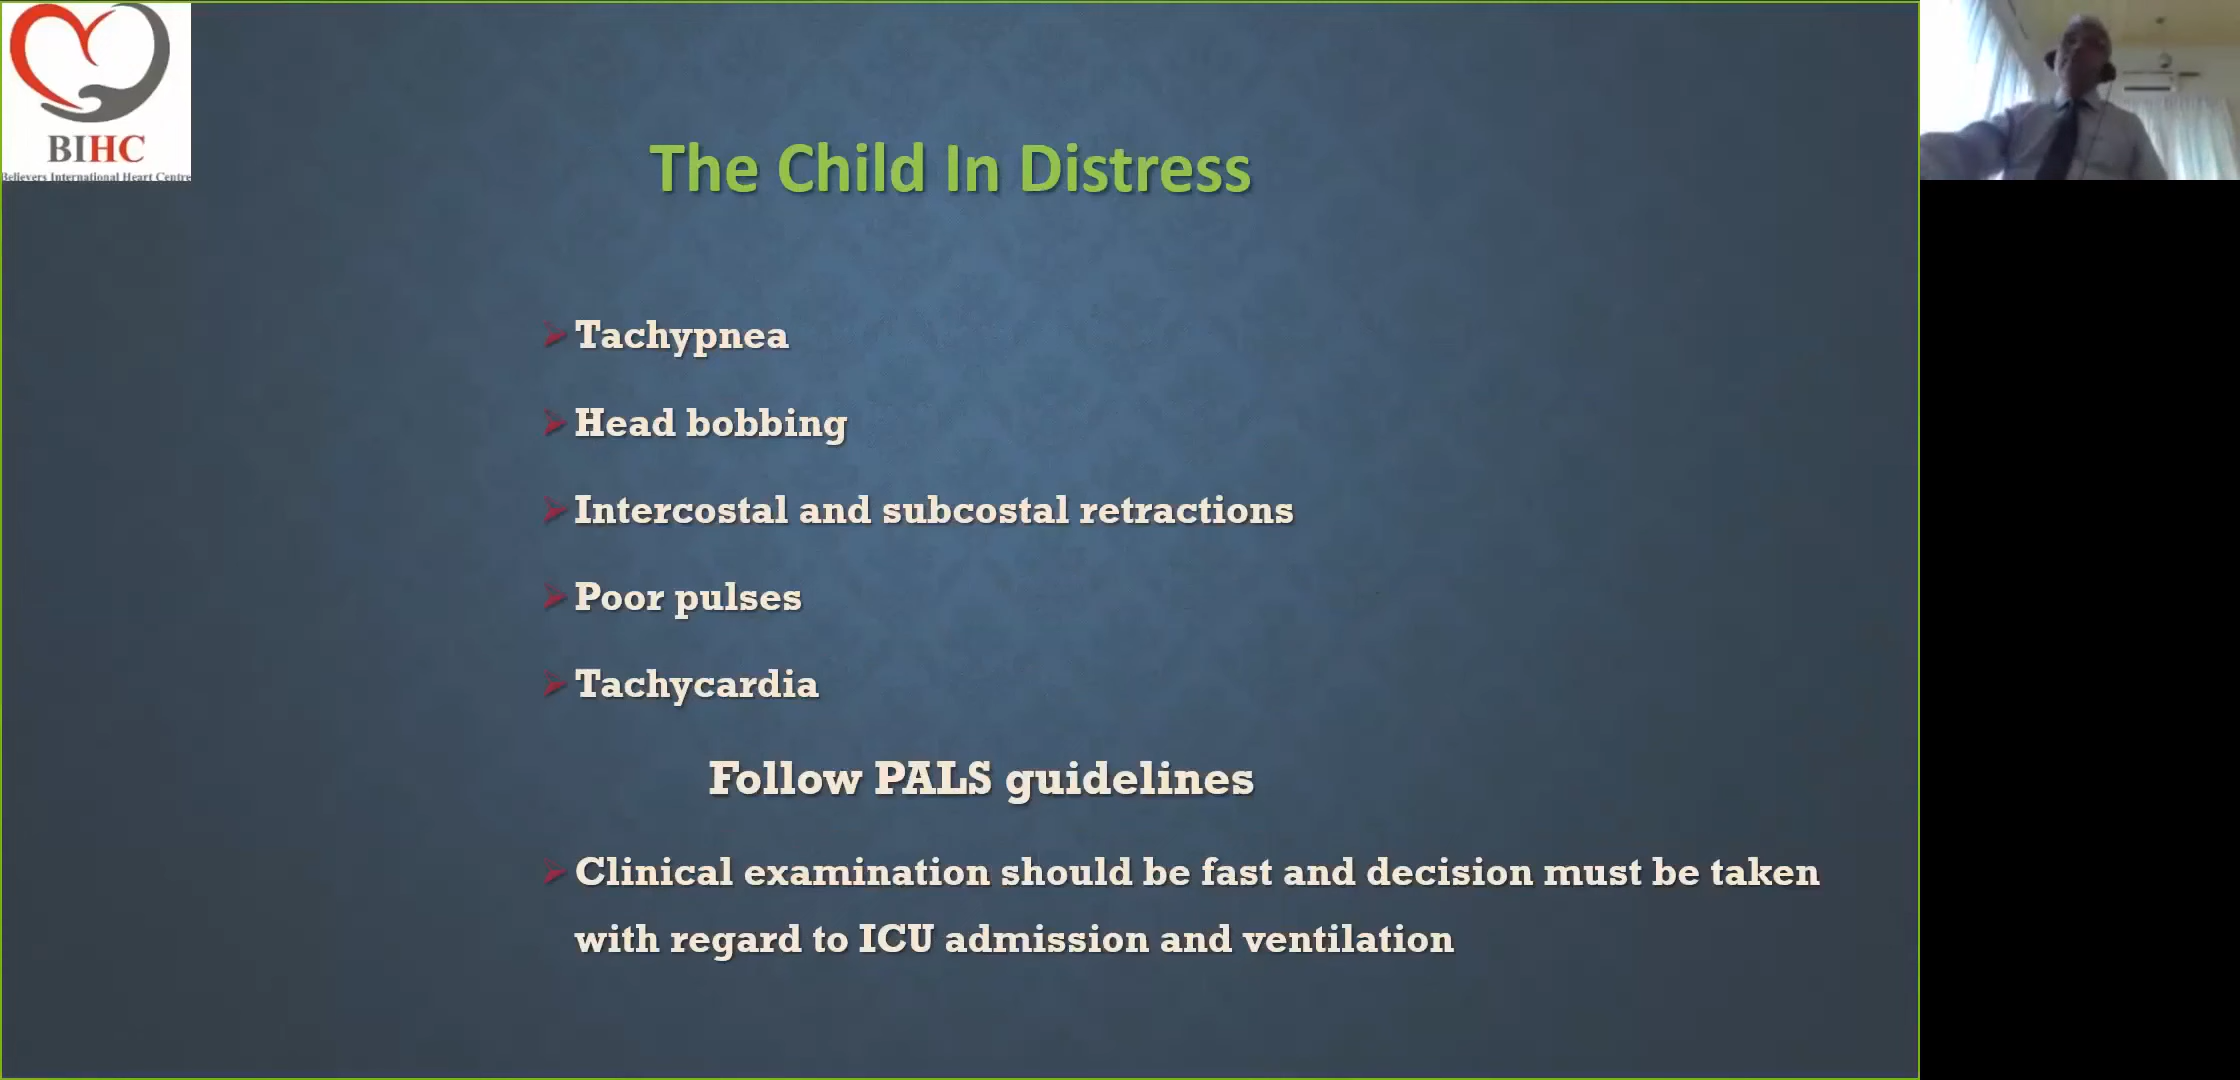 BIHC
Believers International Heart Centre
The Child In Distress
Tachypnea
Head bobbing
Intercostal and subcostal retractions
Poor pulses
Tachycardia
Follow PALS guidelines
Clinical examination should be fast and decision must be taken
with regard to ICU admission and ventilation